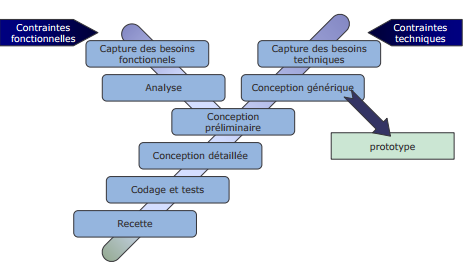 Contraintes
fonctionnelles
Contraintes
techniques
Capture des besoins
fonctionnels
Capture des besoins
techniques
Analyse
Conception générique
Conception
préliminaire
prototype
Conception détaillée
Codage et tests
Recette